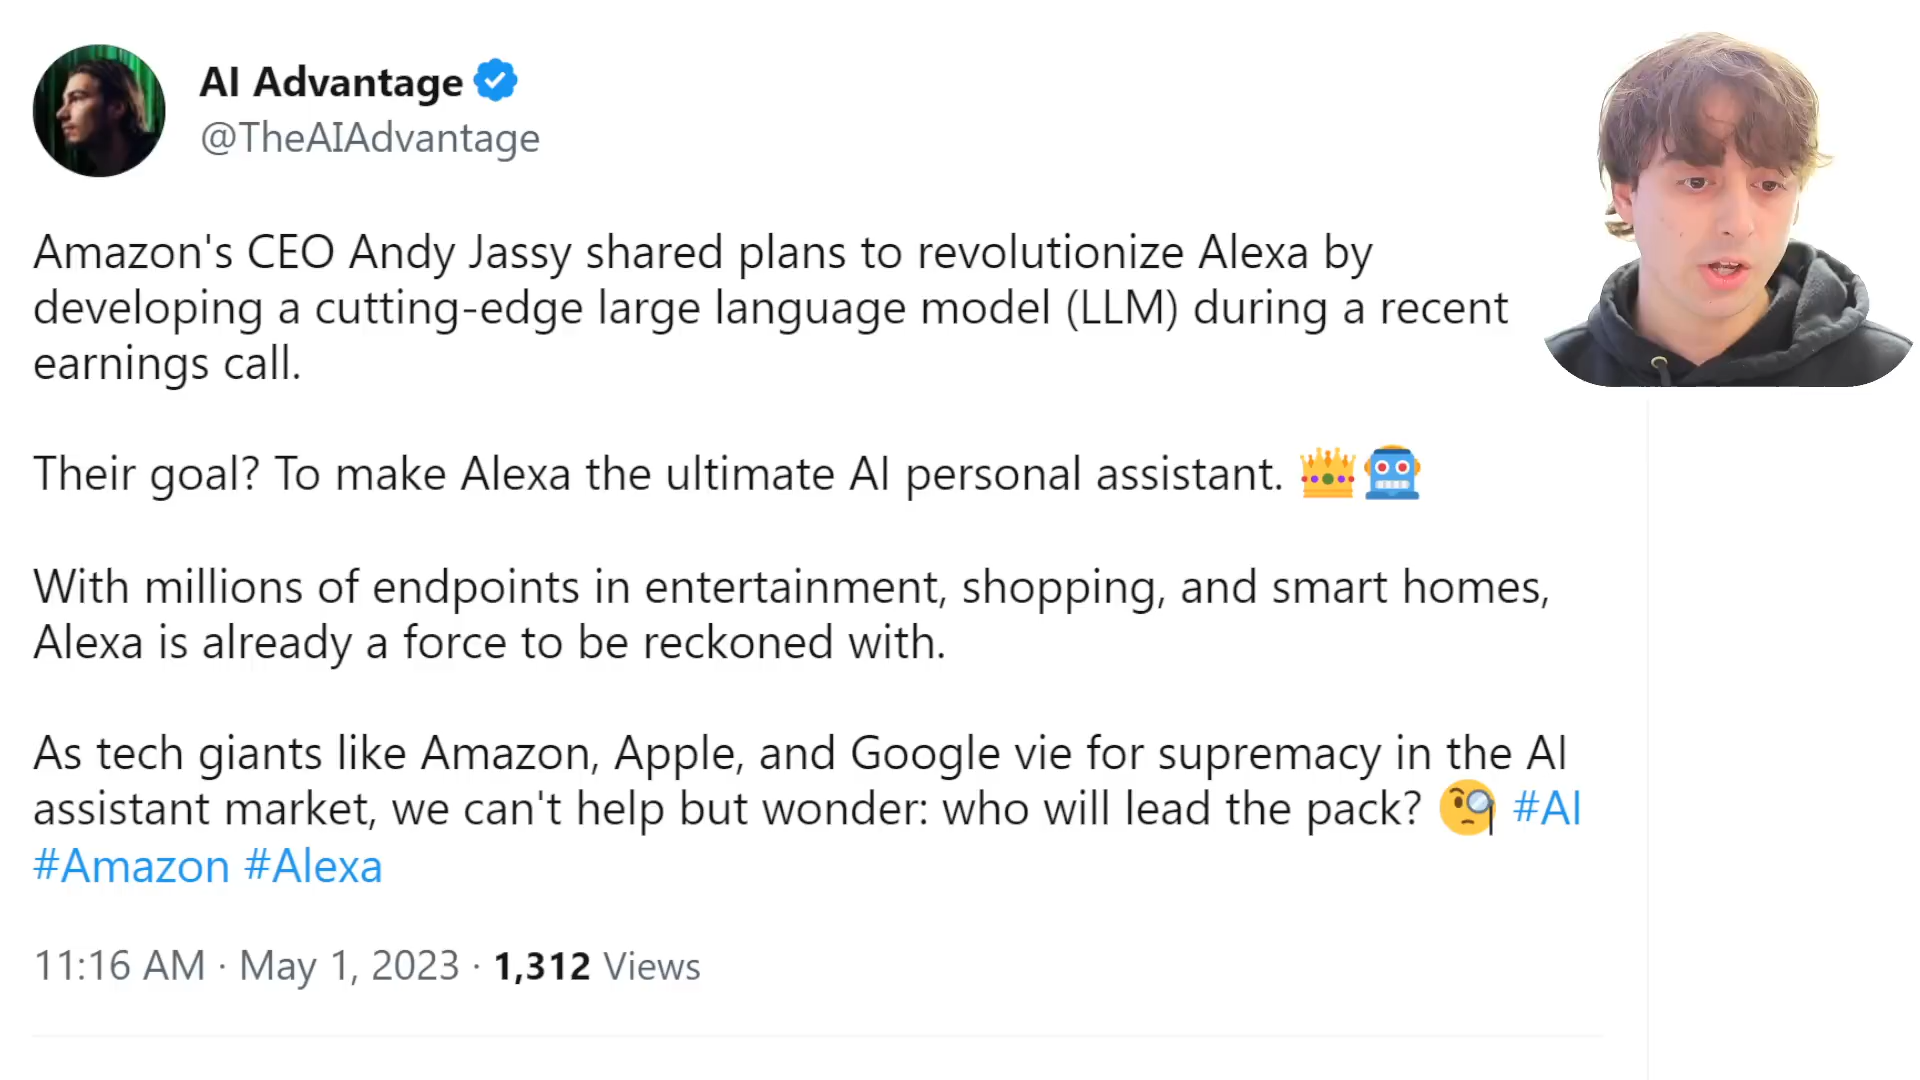 AI Advantage
@TheAIAdvantage
Amazon's CEO Andy Jassy shared plans to revolutionize Alexa by
developing a cutting-edge large language model (LLM) during a recent
earnings call.
Their goal? To make Alexa the ultimate AI personal assistant. 👑🤖
With millions of endpoints in entertainment, shopping, and smart homes,
Alexa is already a force to be reckoned with.
As tech giants like Amazon, Apple, and Google vie for supremacy in the AI
assistant market, we can't help but wonder: who will lead the pack? 🧐 #AI
#Amazon #Alexa
11:16 AM · May 1, 2023 · 1,312 Views